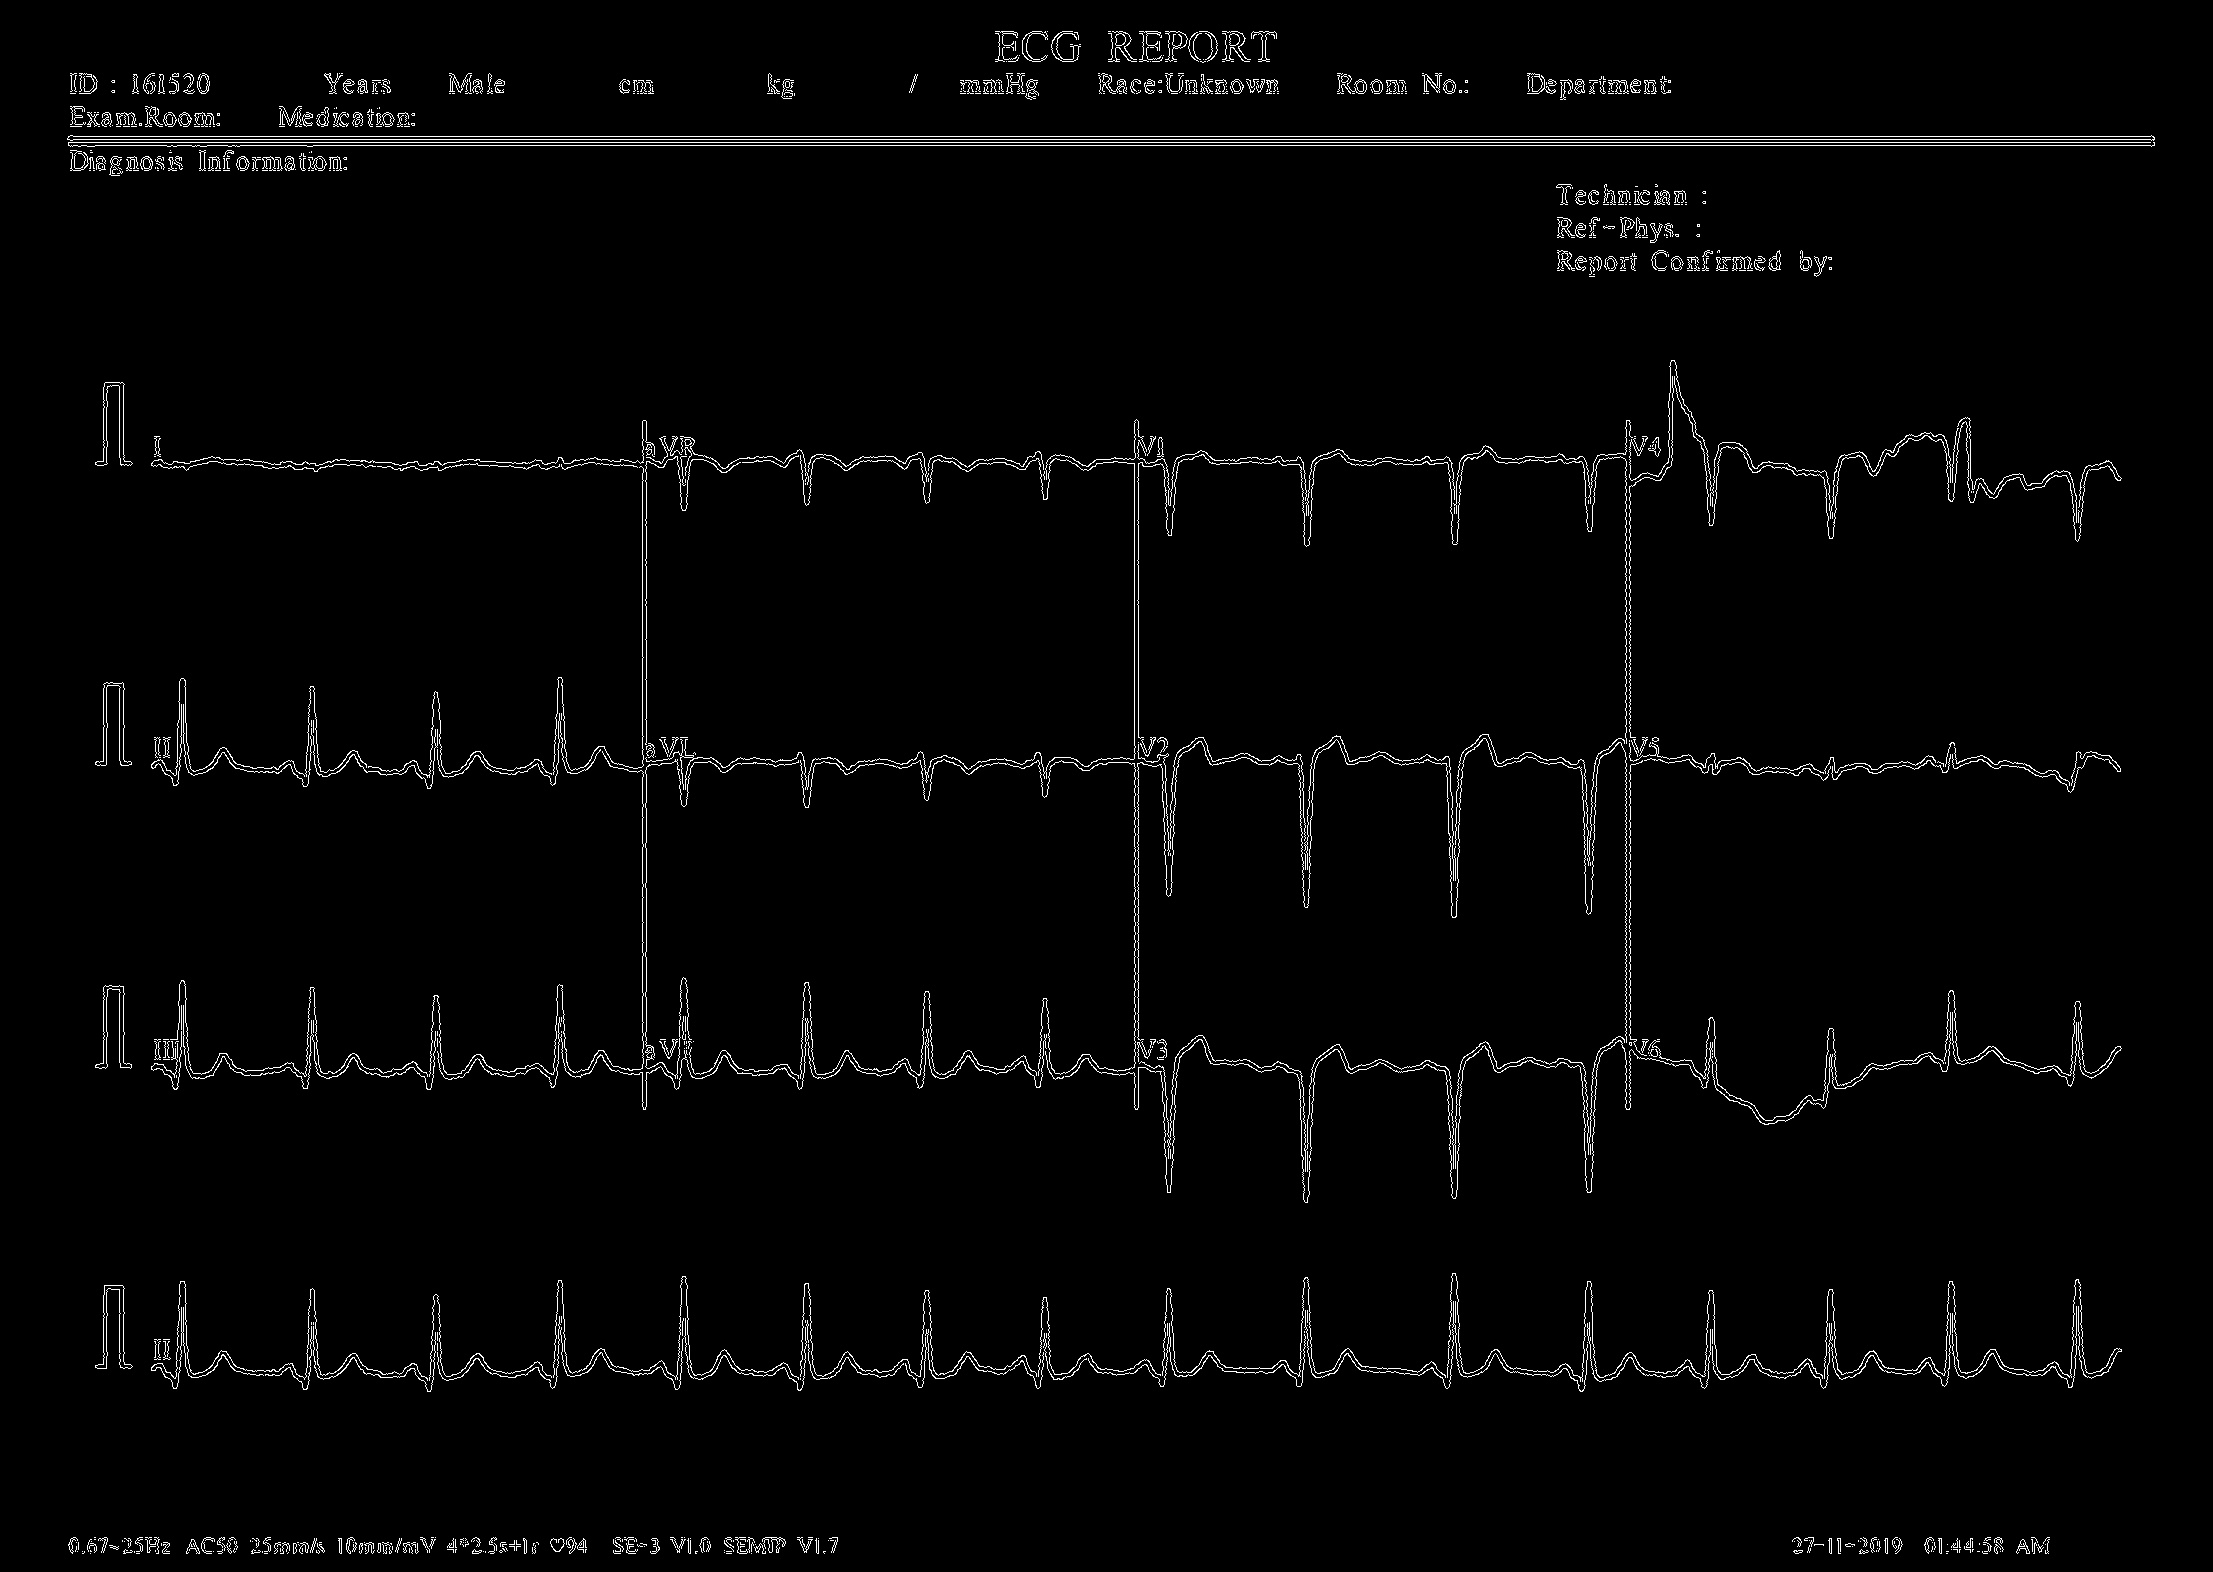 ECG REPORT
ID : 161520 Years Male cm kg / mmHg Race:Unknown Room No.: Department:
Exam.Room: Medication:
Diagnosis Information:
Technician :
Ref-Phys. :
Report Confirmed by:
I aVR V1 V4
II aVL V2 V5
III aVF V3 V6
II
0.67~25Hz AC50 25mm/s 10mm/mV 4*2.5s+1r ♡94 SE-3 V1.0 SEMIP V1.7
27-11-2019 01:44:58 AM